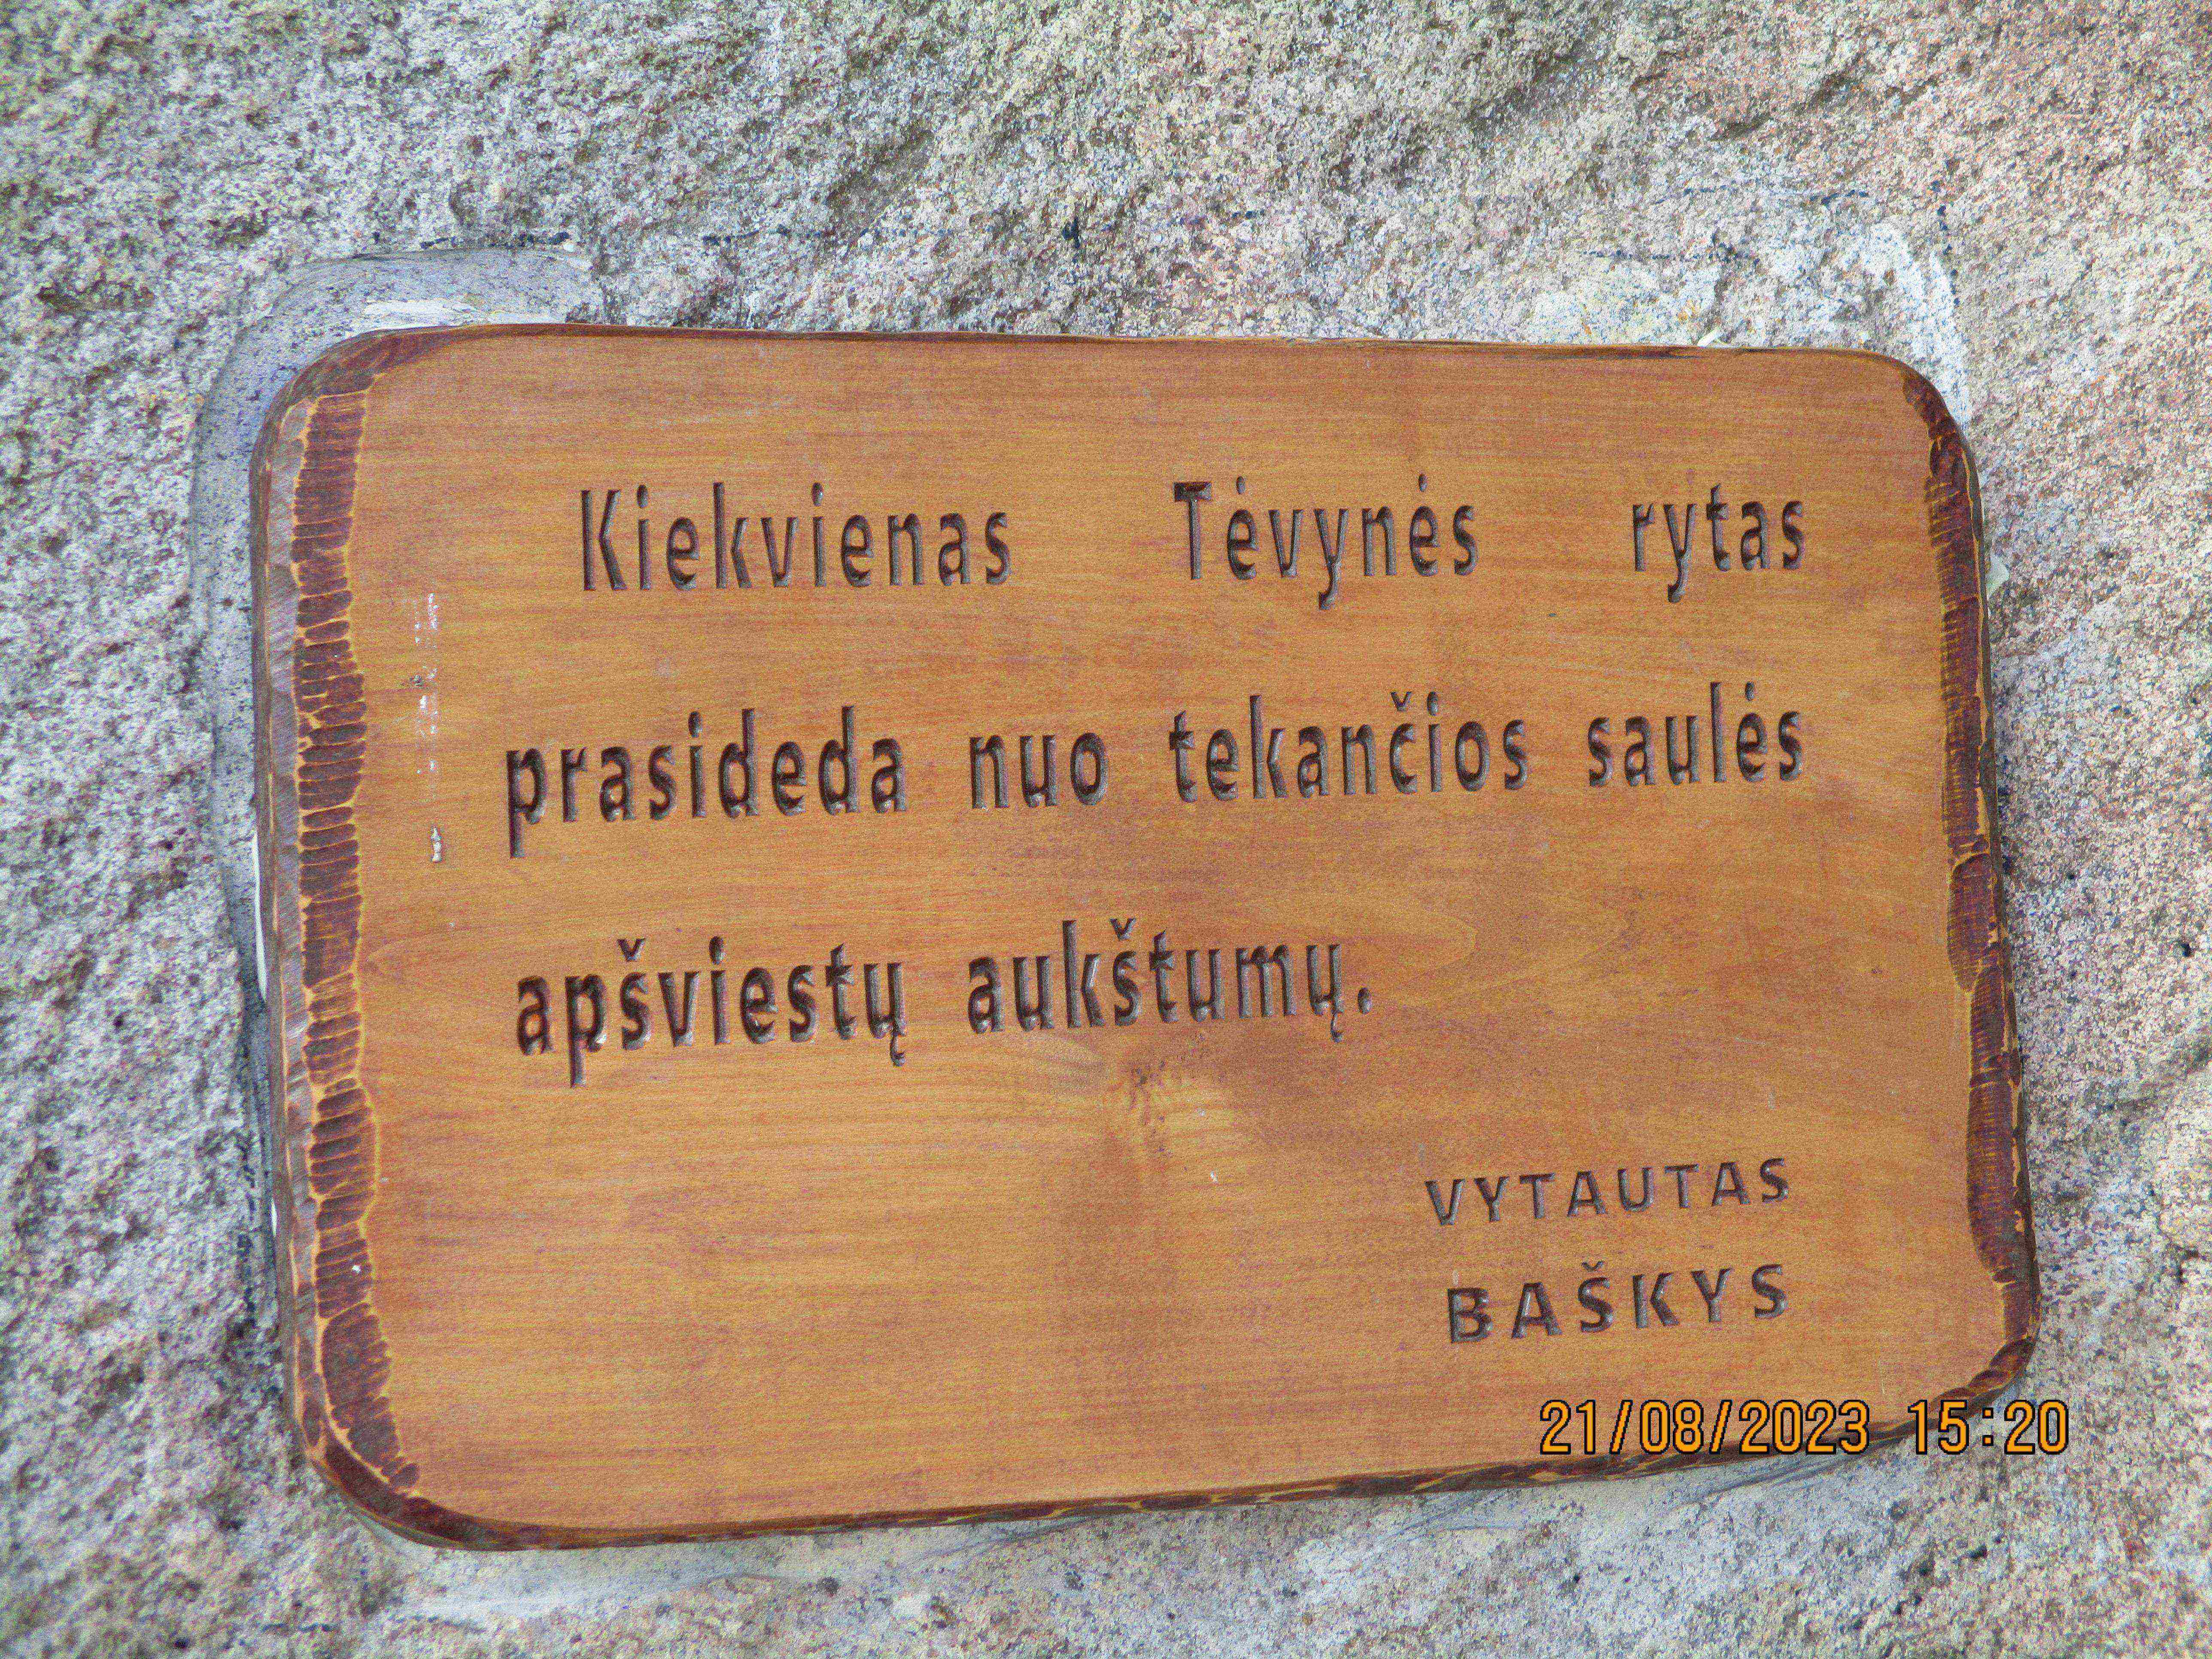 Kiekvienas Tėvynės rytas
prasideda nuo tekančios saulės
apšviestų aukštumų.
VYTAUTAS
BAŠKYS
21/08/2023 15:20